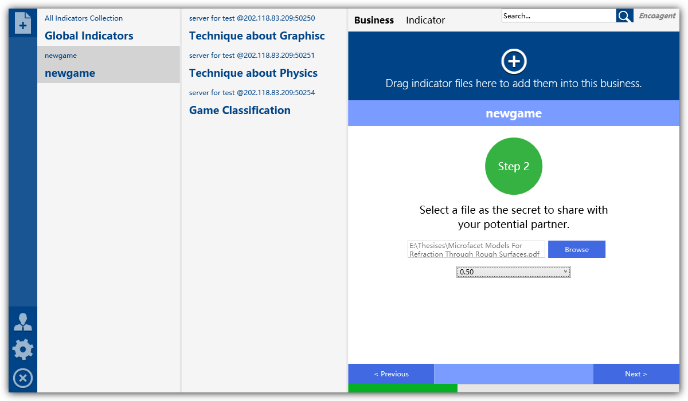 All Indicators Collection
Global Indicators
newgame
newgame
server for test @202.118.83.209:50250
Technique about Graphisc
server for test @202.118.83.209:50251
Technique about Physics
server for test @202.118.83.209:50254
Game Classification
Business Indicator
Search...
Encoagent
Drag indicator files here to add them into this business.
newgame
Step 2
Select a file as the secret to share with
your potential partner.
E:\Thesises\Microfacet Models For
Refraction Through Rough Surfaces.pdf
Browse
0.50
< Previous
Next >